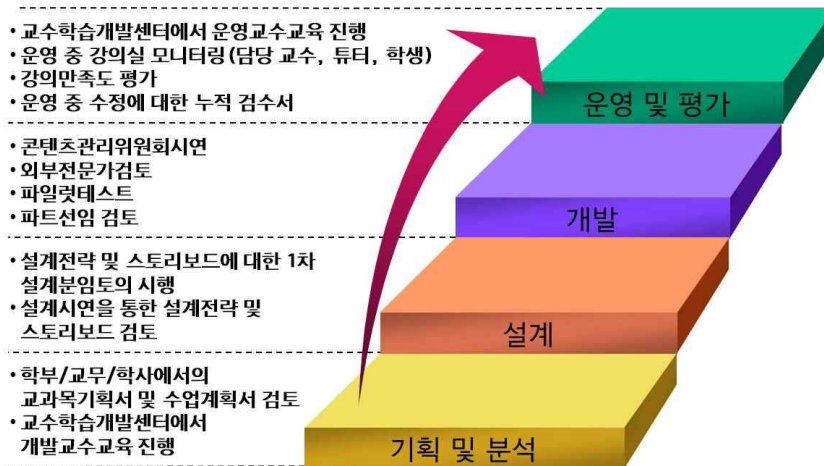 • 교수학습개발센터에서 운영교수교육 진행
• 운영 중 강의실 모니터링(담당 교수, 튜터, 학생)
• 강의만족도 평가
• 운영 중 수정에 대한 누적 검수서
운영 및 평가
• 콘텐츠관리위원회시연
• 외부전문가검토
• 파일럿테스트
• 파트선임 검토
개발
• 설계전략 및 스토리보드에 대한 1차
설계분임토의 시행
• 설계시연을 통한 설계전략 및
스토리보드 검토
설계
• 학부/교무/학사에서의
교과목기획서 및 수업계획서 검토
• 교수학습개발센터에서
개발교수교육 진행
기획 및 분석